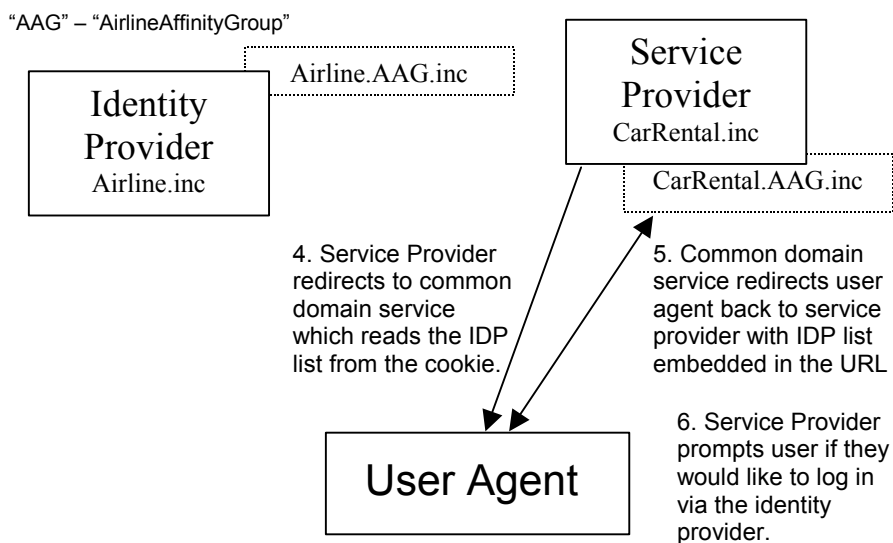 “AAG” – “AirlineAffinityGroup”
Airline.AAG.inc
Identity
Provider
Airline.inc
Service
Provider
CarRental.inc
CarRental.AAG.inc
4. Service Provider
redirects to common
domain service
which reads the IDP
list from the cookie.
5. Common domain
service redirects user
agent back to service
provider with IDP list
embedded in the URL
6. Service Provider
prompts user if they
would like to log in
via the identity
provider.
User Agent